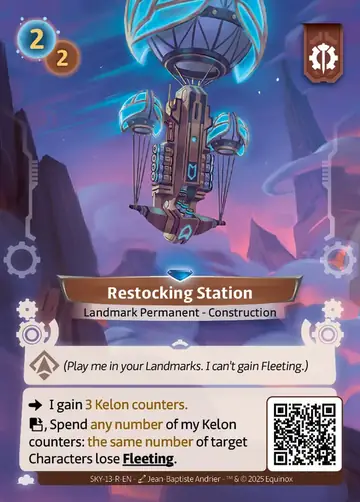 2
2
Restocking Station
Landmark Permanent - Construction
(Play me in your Landmarks. I can't gain Fleeting.)
I gain 3 Kelon counters.
, Spend any number of my Kelon
counters: the same number of target
Characters lose Fleeting.
SKY-13-R-EN - Jean-Baptiste Andrier - ™ & © 2025 Equinox